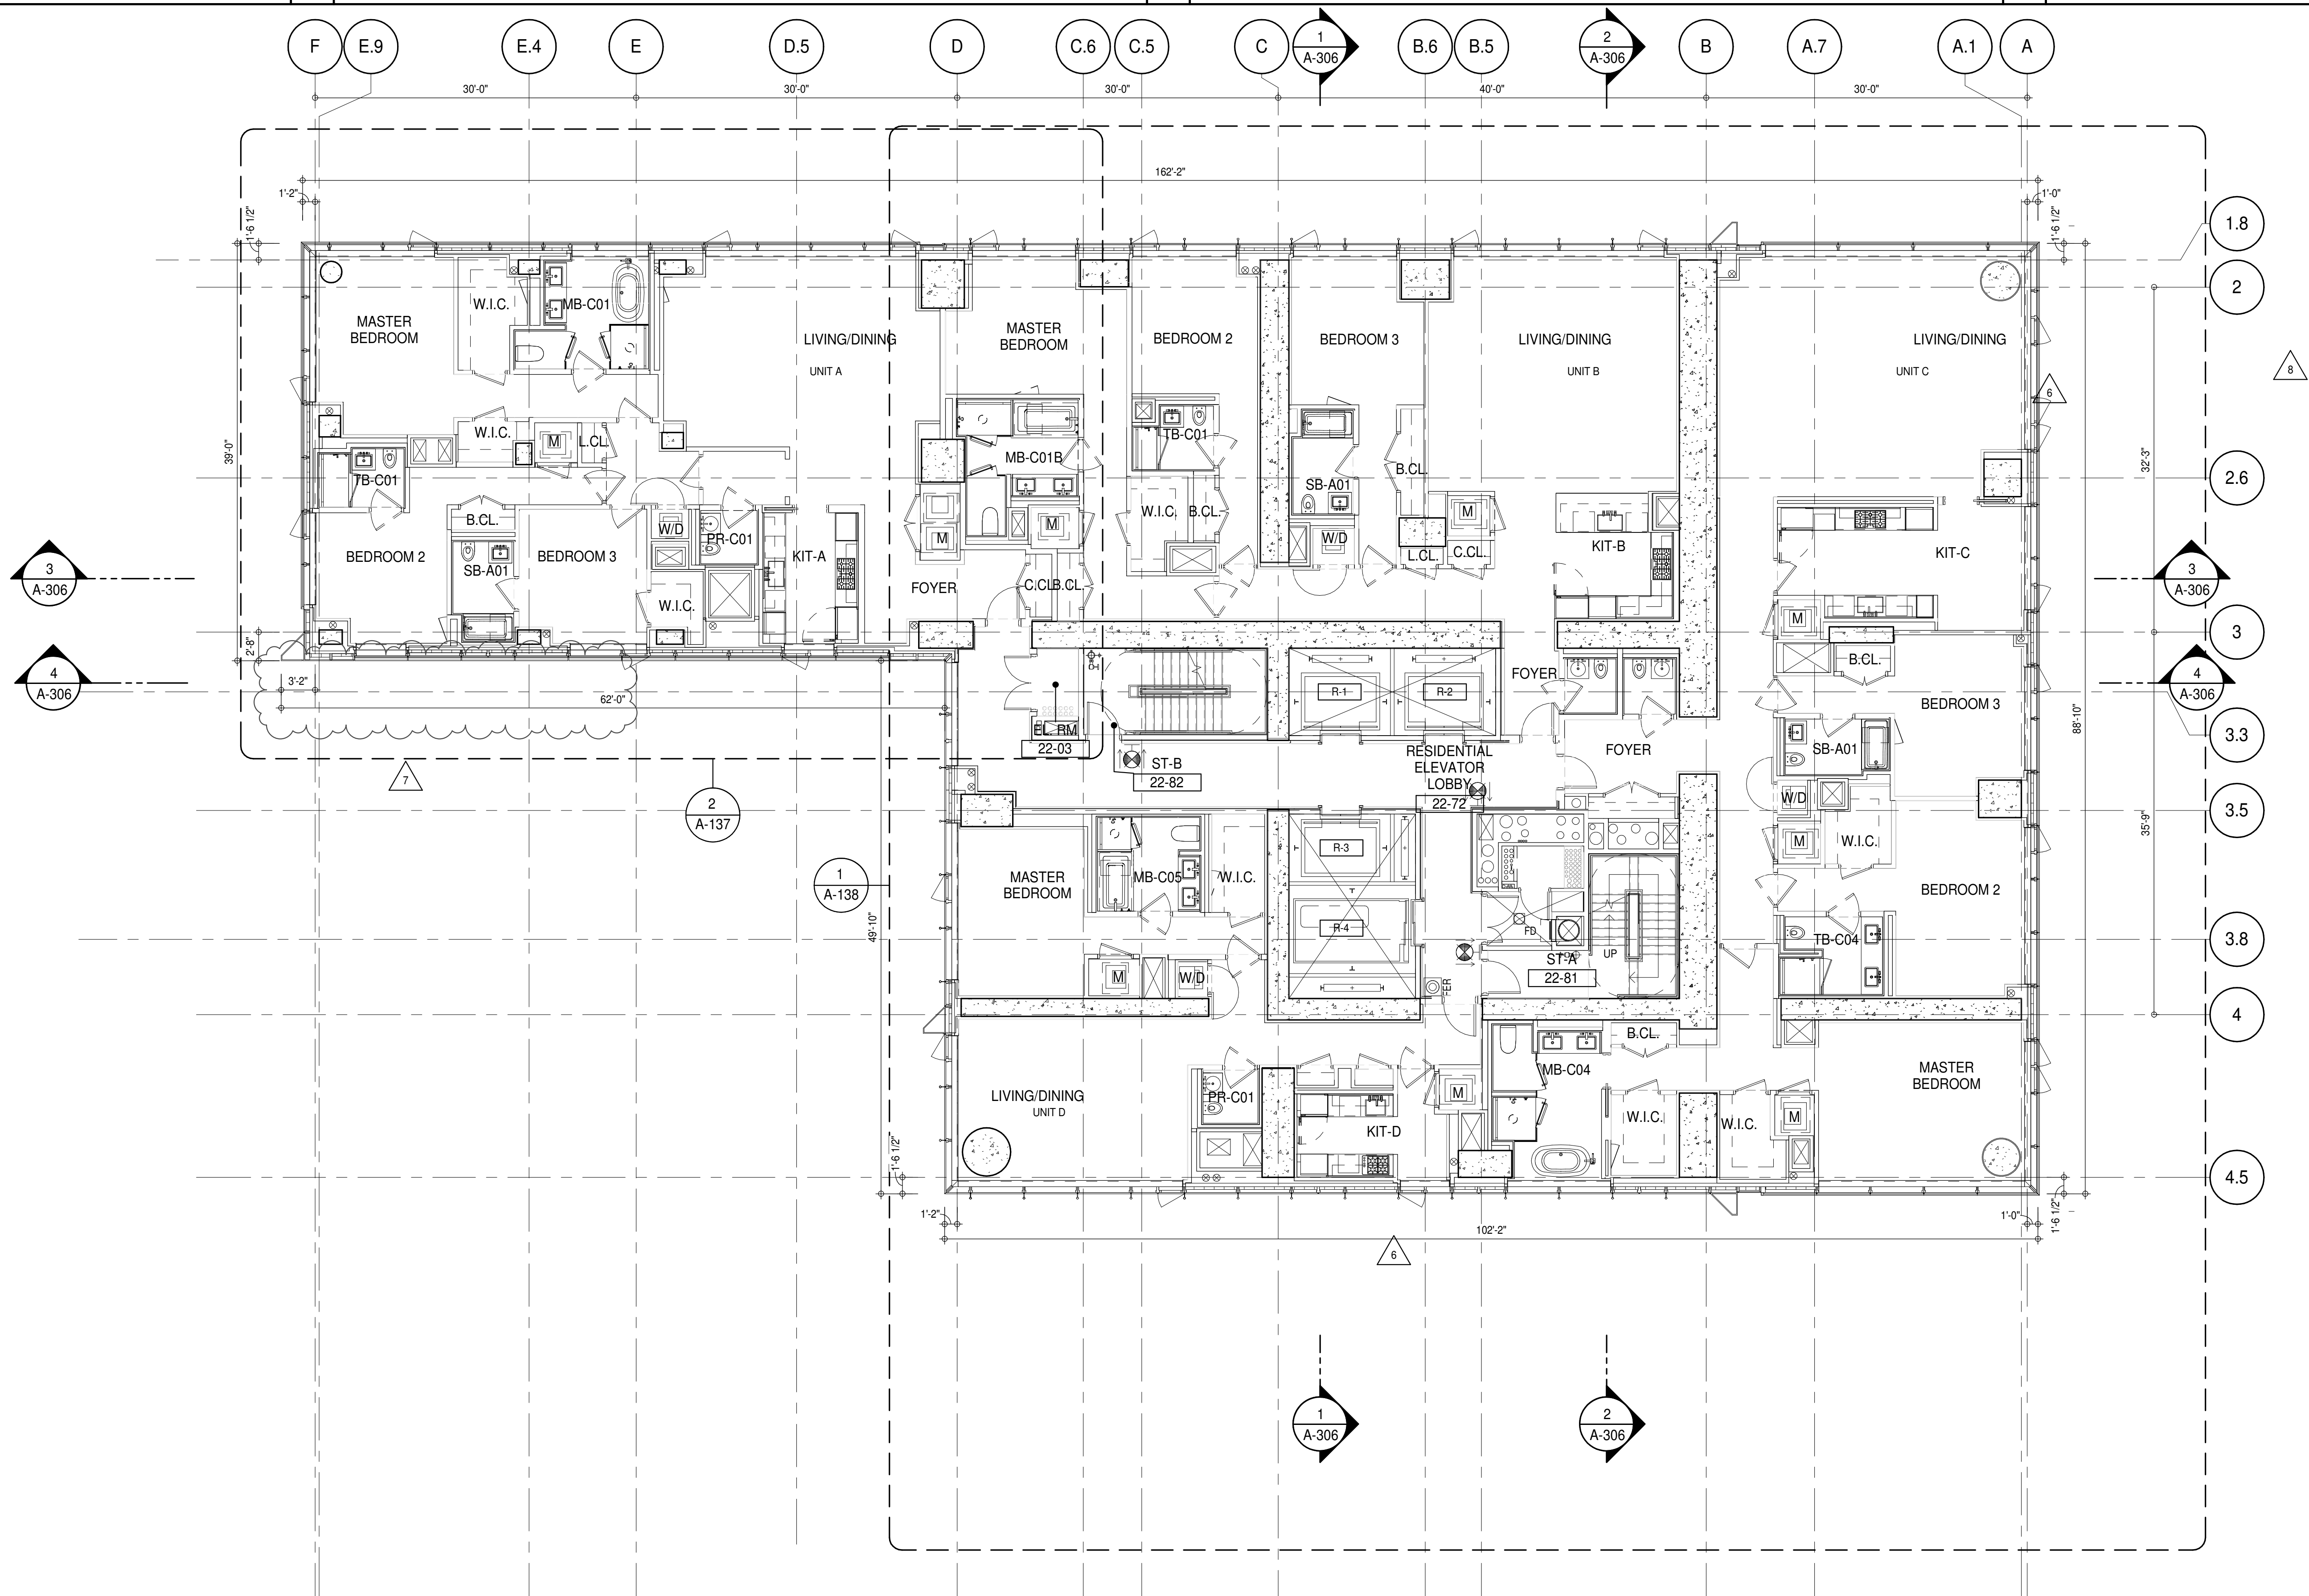 F
E.9
E.4
E
D.5
D
C.6
C.5
C
1
A-306
B.6
B.5
2
A-306
B
A.7
A.1
A
30'-0"
30'-0"
30'-0"
40'-0"
30'-0"
162'-2"
1'-2"
1'-0"
1'-6 1/2"
1'-6 1/2"
1.8
2
2.6
3
3.3
3.5
3.8
4
4.5
MASTER
BEDROOM
W.I.C.
MB-C01
LIVING/DINING
UNIT A
MASTER
BEDROOM
BEDROOM 2
BEDROOM 3
LIVING/DINING
UNIT B
LIVING/DINING
UNIT C
8
6
39'-0"
32'-3"
W.I.C.
M
L.CL.
TB-C01
B.CL.
BEDROOM 2
SB-A01
BEDROOM 3
W/D
PR-C01
KIT-A
W.I.C.
MB-C01B
M
M
FOYER
C.CL.
B.CL.
TB-C01
W.I.C.
B.CL.
SB-A01
B.CL.
W/D
M
L.CL.
C.CL.
KIT-B
KIT-C
M
B.CL.
BEDROOM 3
SB-A01
W/D
M
W.I.C.
BEDROOM 2
TB-C04
3
A-306
4
A-306
3
A-306
4
A-306
2'-8"
3'-2"
62'-0"
7
2
A-137
1
A-138
49'-10"
88'-10"
35'-9"
EL. RM
22-03
ST-B
22-82
R-1
R-2
FOYER
FOYER
RESIDENTIAL
ELEVATOR
LOBBY
22-72
R-3
R-4
FD
ST-A
22-81
UP
FER
MASTER
BEDROOM
MB-C05
W.I.C.
M
W/D
LIVING/DINING
UNIT D
PR-C01
KIT-D
M
MB-C04
B.CL.
W.I.C.
W.I.C.
M
MASTER
BEDROOM
1'-6 1/2"
1'-2"
102'-2"
6
1'-0"
1'-6 1/2"
1
A-306
2
A-306